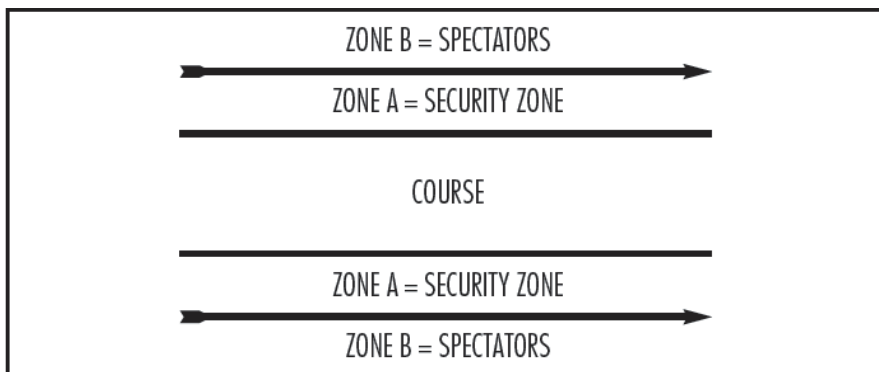 ZONE B = SPECTATORS
ZONE A = SECURITY ZONE
COURSE
ZONE A = SECURITY ZONE
ZONE B = SPECTATORS